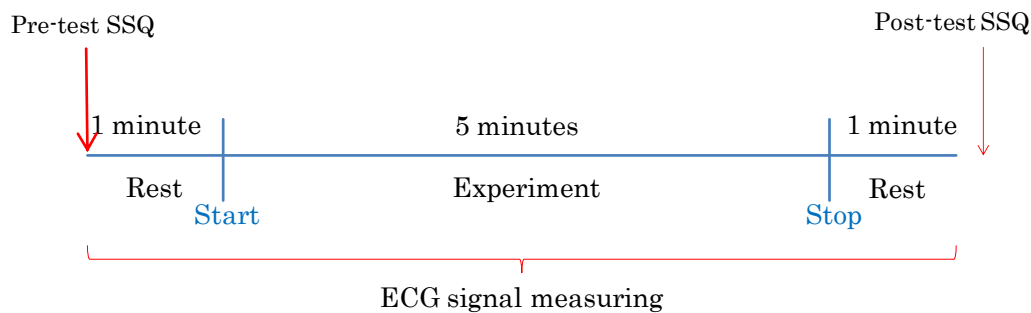 Pre-test SSQ
Post-test SSQ
1 minute
5 minutes
1 minute
Rest
Experiment
Rest
Start
Stop
ECG signal measuring